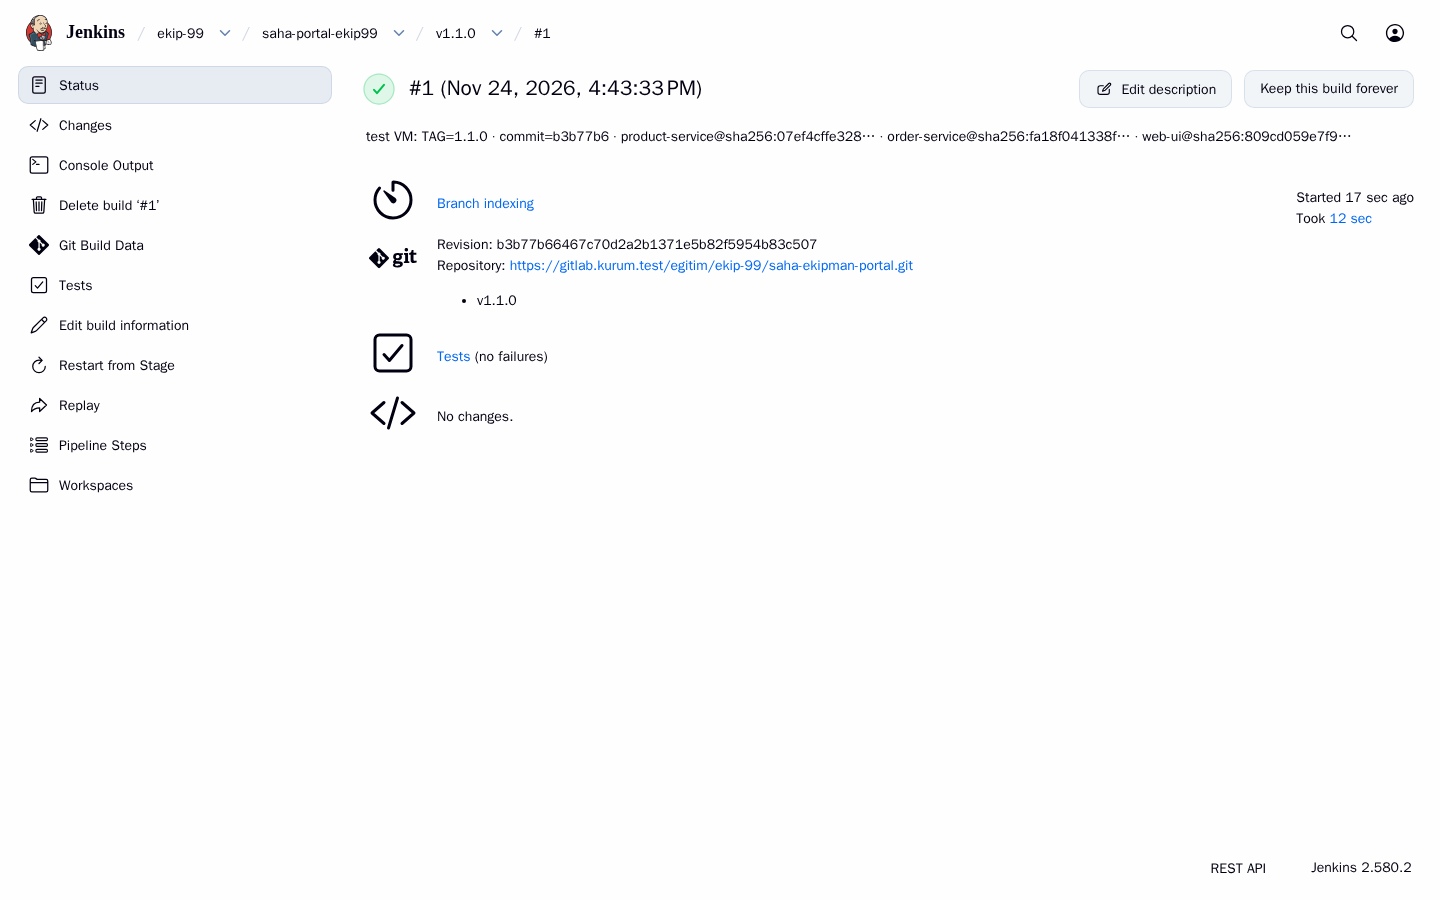 Jenkins / ekip-99 / saha-portal-ekip99 / v1.1.0 / #1
Status
Changes
Console Output
Delete build ‘#1’
Git Build Data
Tests
Edit build information
Restart from Stage
Replay
Pipeline Steps
Workspaces
#1 (Nov 24, 2026, 4:43:33 PM)
Edit description
Keep this build forever
test VM: TAG=1.1.0 · commit=b3b77b6 · product-service@sha256:07ef4cffe328… · order-service@sha256:fa18f041338f… · web-ui@sha256:809cd059e7f9…
Branch indexing
Started 17 sec ago
Took 12 sec
git
Revision: b3b77b66467c70d2a2b1371e5b82f5954b83c507
Repository: https://gitlab.kurum.test/egitim/ekip-99/saha-ekipman-portal.git
• v1.1.0
Tests (no failures)
No changes.
REST API
Jenkins 2.580.2